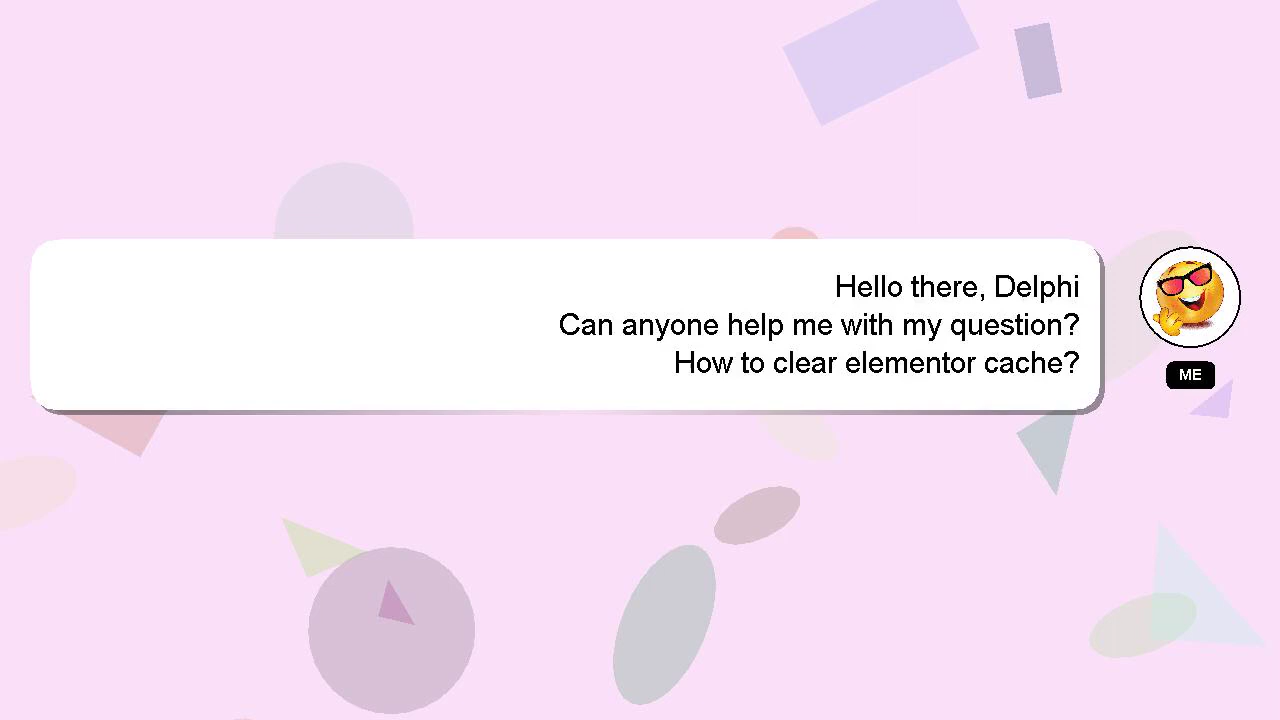 Hello there, Delphi
Can anyone help me with my question?
How to clear elementor cache?
ME